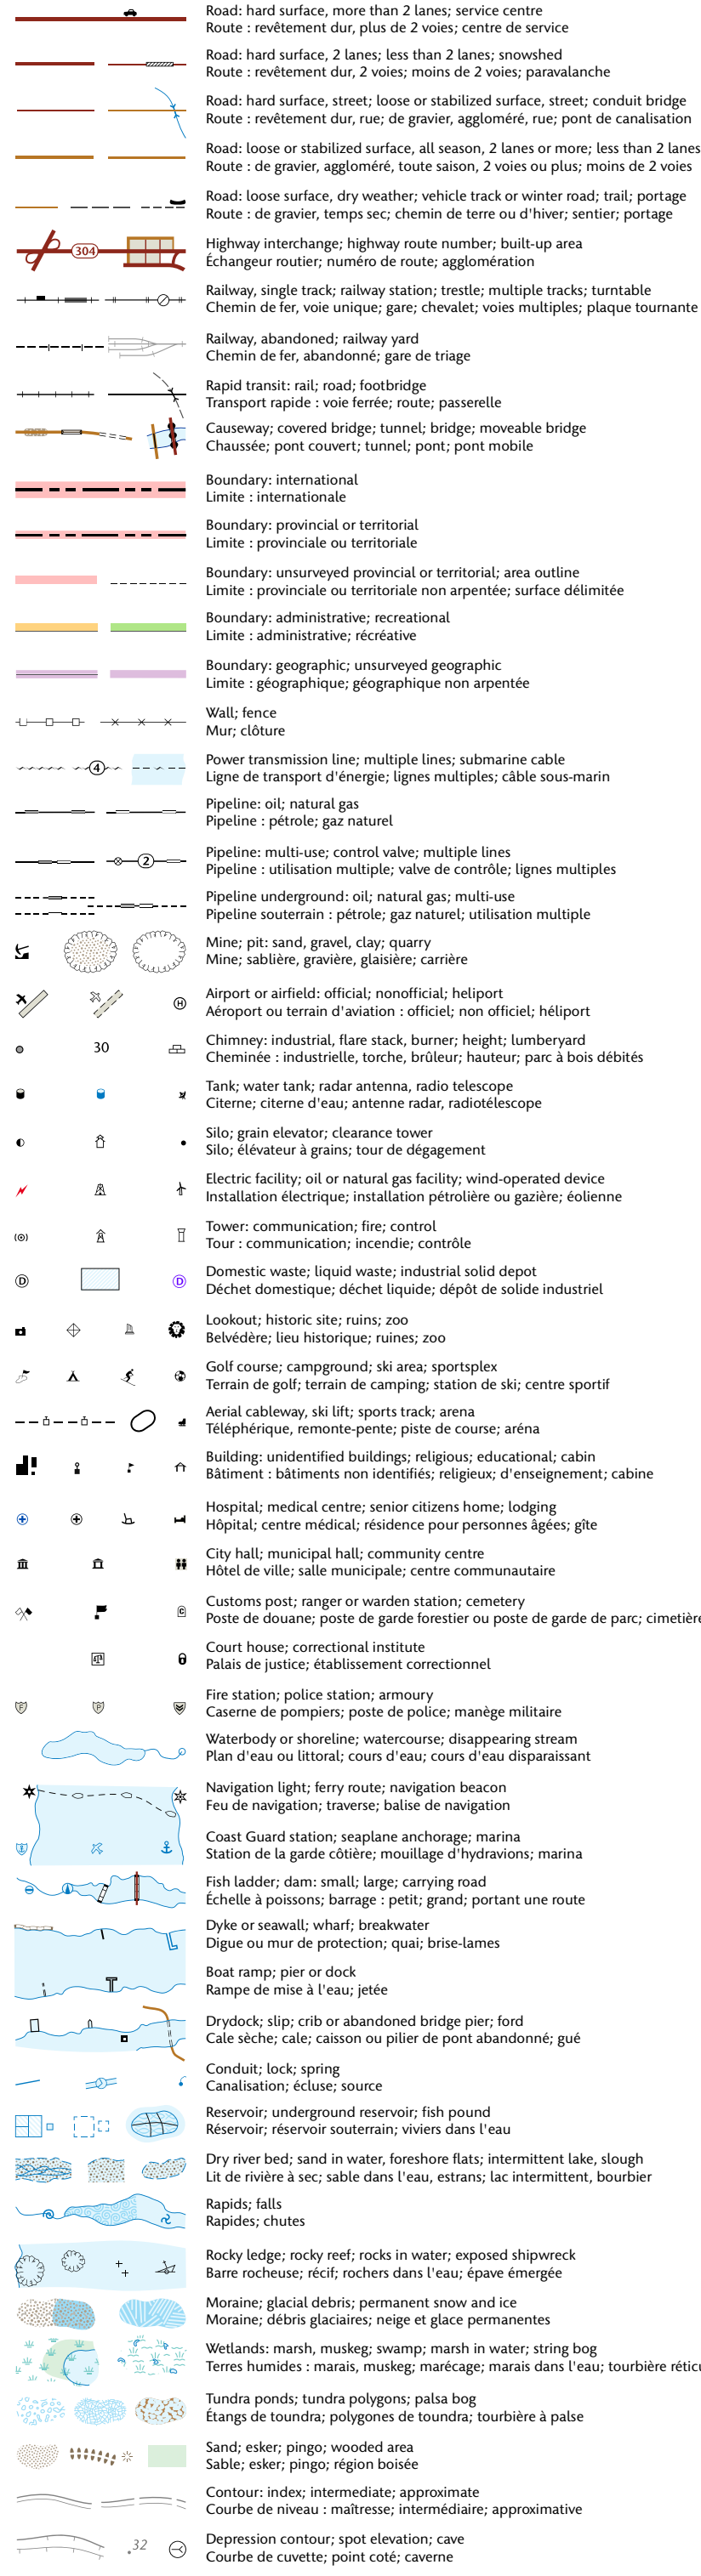 Road: hard surface, more than 2 lanes; service centre
Route : revêtement dur, plus de 2 voies; centre de service
Road: hard surface, 2 lanes; less than 2 lanes; snowshed
Route : revêtement dur, 2 voies; moins de 2 voies; paravalanche
Road: hard surface, street; loose or stabilized surface, street; conduit bridge
Route : revêtement dur, rue; de gravier, aggloméré, rue; pont de canalisation
Road: loose or stabilized surface, all season, 2 lanes or more; less than 2 lanes
Route : de gravier, aggloméré, toute saison, 2 voies ou plus; moins de 2 voies
Road: loose surface, dry weather; vehicle track or winter road; trail; portage
Route : de gravier, temps sec; chemin de terre ou d'hiver; sentier; portage
304
Highway interchange; highway route number; built-up area
Échangeur routier; numéro de route; agglomération
Railway, single track; railway station; trestle; multiple tracks; turntable
Chemin de fer, voie unique; gare; chevalet; voies multiples; plaque tournante
Railway, abandoned; railway yard
Chemin de fer, abandonné; gare de triage
Rapid transit: rail; road; footbridge
Transport rapide : voie ferrée; route; passerelle
Causeway; covered bridge; tunnel; bridge; moveable bridge
Chaussée; pont couvert; tunnel; pont; pont mobile
Boundary: international
Limite : internationale
Boundary: provincial or territorial
Limite : provinciale ou territoriale
Boundary: unsurveyed provincial or territorial; area outline
Limite : provinciale ou territoriale non arpentée; surface délimitée
Boundary: administrative; recreational
Limite : administrative; récréative
Boundary: geographic; unsurveyed geographic
Limite : géographique; géographique non arpentée
Wall; fence
Mur; clôture
4
Power transmission line; multiple lines; submarine cable
Ligne de transport d'énergie; lignes multiples; câble sous-marin
Pipeline: oil; natural gas
Pipeline : pétrole; gaz naturel
2
Pipeline: multi-use; control valve; multiple lines
Pipeline : utilisation multiple; valve de contrôle; lignes multiples
Pipeline underground: oil; natural gas; multi-use
Pipeline souterrain : pétrole; gaz naturel; utilisation multiple
Mine; pit: sand, gravel, clay; quarry
Mine; sablière, gravière, glaisière; carrière
H
Airport or airfield: official; nonofficial; heliport
Aéroport ou terrain d'aviation : officiel; non officiel; héliport
30
Chimney: industrial, flare stack, burner; height; lumberyard
Cheminée : industrielle, torche, brûleur; hauteur; parc à bois débités
Tank; water tank; radar antenna, radio telescope
Citerne; citerne d'eau; antenne radar, radiotélescope
Silo; grain elevator; clearance tower
Silo; élévateur à grains; tour de dégagement
Electric facility; oil or natural gas facility; wind-operated device
Installation électrique; installation pétrolière ou gazière; éolienne
Tower: communication; fire; control
Tour : communication; incendie; contrôle
D D
Domestic waste; liquid waste; industrial solid depot
Déchet domestique; déchet liquide; dépôt de solide industriel
Lookout; historic site; ruins; zoo
Belvédère; lieu historique; ruines; zoo
Golf course; campground; ski area; sportsplex
Terrain de golf; terrain de camping; station de ski; centre sportif
Aerial cableway, ski lift; sports track; arena
Téléphérique, remonte-pente; piste de course; aréna
Building: unidentified buildings; religious; educational; cabin
Bâtiment : bâtiments non identifiés; religieux; d'enseignement; cabine
Hospital; medical centre; senior citizens home; lodging
Hôpital; centre médical; résidence pour personnes âgées; gîte
City hall; municipal hall; community centre
Hôtel de ville; salle municipale; centre communautaire
C
Customs post; ranger or warden station; cemetery
Poste de douane; poste de garde forestier ou poste de garde de parc; cimetière
Court house; correctional institute
Palais de justice; établissement correctionnel
F P
Fire station; police station; armoury
Caserne de pompiers; poste de police; manège militaire
Waterbody or shoreline; watercourse; disappearing stream
Plan d'eau ou littoral; cours d'eau; cours d'eau disparaissant
Navigation light; ferry route; navigation beacon
Feu de navigation; traverse; balise de navigation
Coast Guard station; seaplane anchorage; marina
Station de la garde côtière; mouillage d'hydravions; marina
Fish ladder; dam: small; large; carrying road
Échelle à poissons; barrage : petit; grand; portant une route
Dyke or seawall; wharf; breakwater
Digue ou mur de protection; quai; brise-lames
Boat ramp; pier or dock
Rampe de mise à l'eau; jetée
Drydock; slip; crib or abandoned bridge pier; ford
Cale sèche; cale; caisson ou pilier de pont abandonné; gué
Conduit; lock; spring
Canalisation; écluse; source
Reservoir; underground reservoir; fish pound
Réservoir; réservoir souterrain; viviers dans l'eau
Dry river bed; sand in water, foreshore flats; intermittent lake, slough
Lit de rivière à sec; sable dans l'eau, estrans; lac intermittent, bourbier
Rapids; falls
Rapides; chutes
Rocky ledge; rocky reef; rocks in water; exposed shipwreck
Barre rocheuse; récif; rochers dans l'eau; épave émergée
Moraine; glacial debris; permanent snow and ice
Moraine; débris glaciaires; neige et glace permanentes
Wetlands: marsh, muskeg; swamp; marsh in water; string bog
Terres humides : marais, muskeg; marécage; marais dans l'eau; tourbière
Tundra ponds; tundra polygons; palsa bog
Étangs de toundra; polygones de toundra; tourbière à palse
Sand; esker; pingo; wooded area
Sable; esker; pingo; région boisée
Contour: index; intermediate; approximate
Courbe de niveau : maîtresse; intermédiaire; approximative
.32
Depression contour; spot elevation; cave
Courbe de cuvette; point coté; caverne